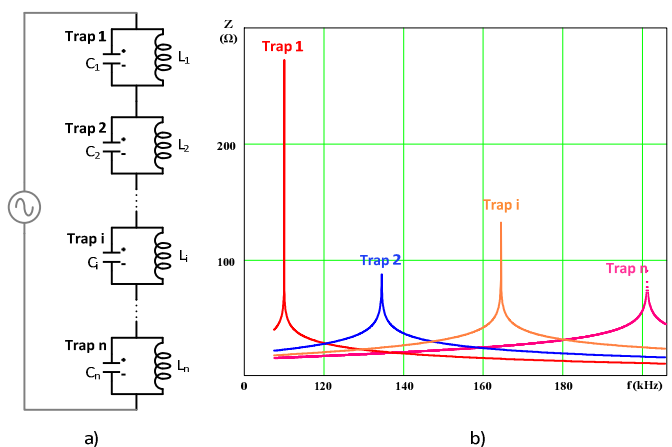 Trap 1
C1
L1
Trap 2
C2
L2
Trap i
Ci
Li
Trap n
Cn
Ln
a)
Z
(Ω)
Trap 1
200
Trap i
Trap 2
Trap n
100
0 120 140 160 180 f(kHz)
b)